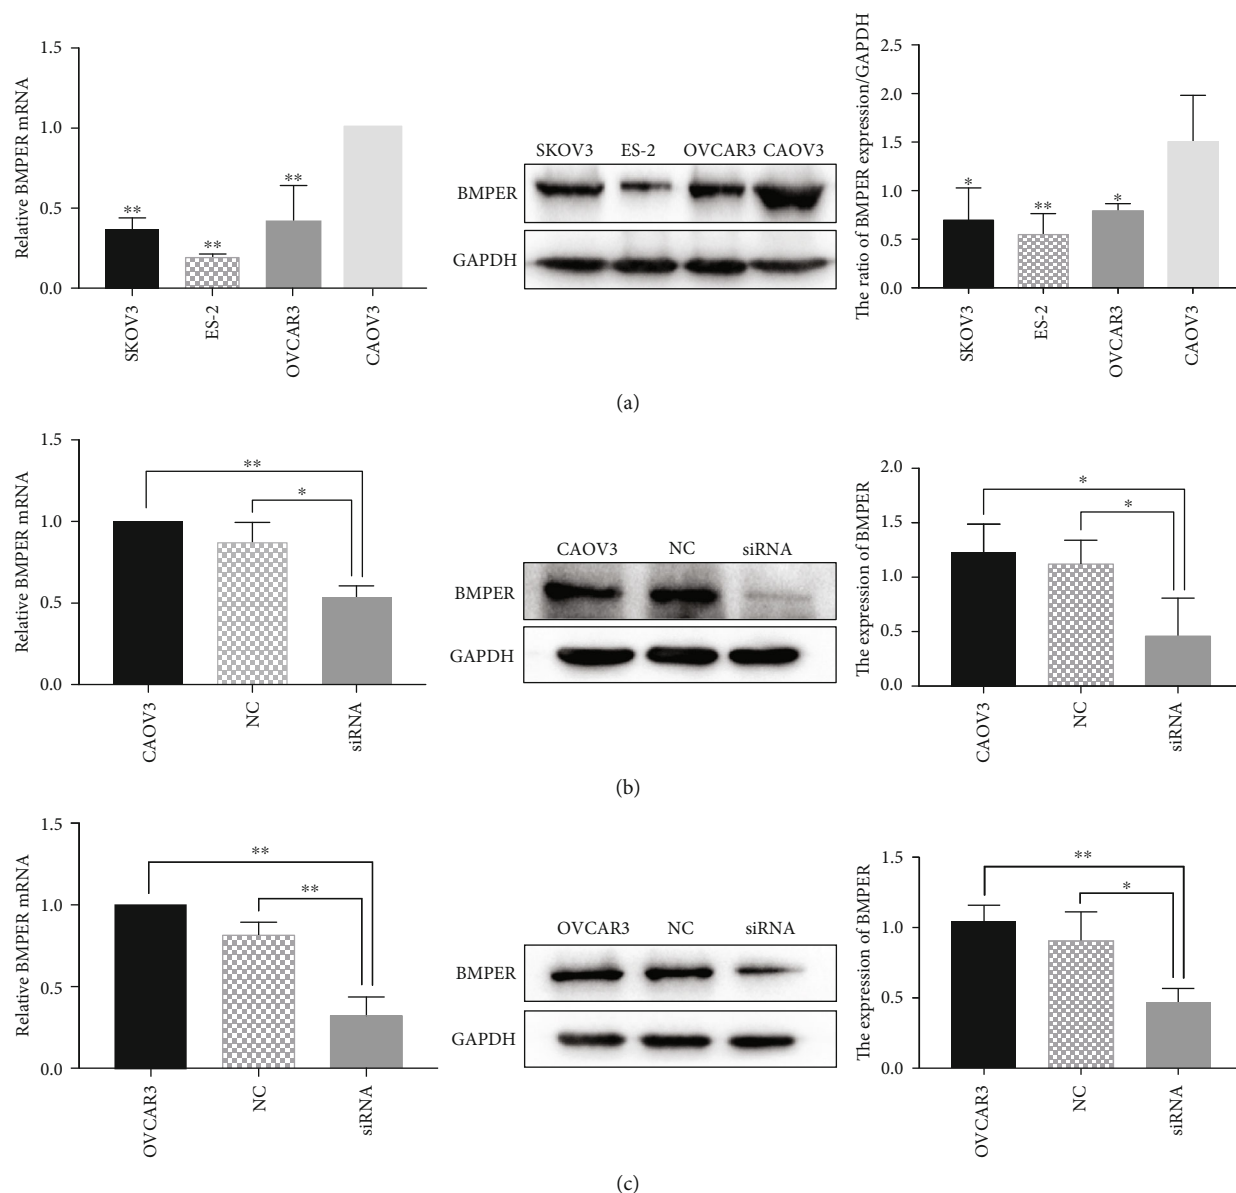 Relative BMPER mRNA
1.5
1.0
0.5
0.0
**
**
**
SKOV3
ES-2
OVCAR3
CAOV3
SKOV3 ES-2 OVCAR3 CAOV3
BMPER
GAPDH
The ratio of BMPER expression/GAPDH
2.5
2.0
1.5
1.0
0.5
0.0
*
**
*
SKOV3
ES-2
OVCAR3
CAOV3
(a)
Relative BMPER mRNA
1.5
1.0
0.5
0.0
**
*
CAOV3
NC
siRNA
CAOV3 NC siRNA
BMPER
GAPDH
The expression of BMPER
2.0
1.5
1.0
0.5
0.0
*
*
CAOV3
NC
siRNA
(b)
Relative BMPER mRNA
1.5
1.0
0.5
0.0
**
**
OVCAR3
NC
siRNA
OVCAR3 NC siRNA
BMPER
GAPDH
The expression of BMPER
1.5
1.0
0.5
0.0
**
*
OVCAR3
NC
siRNA
(c)